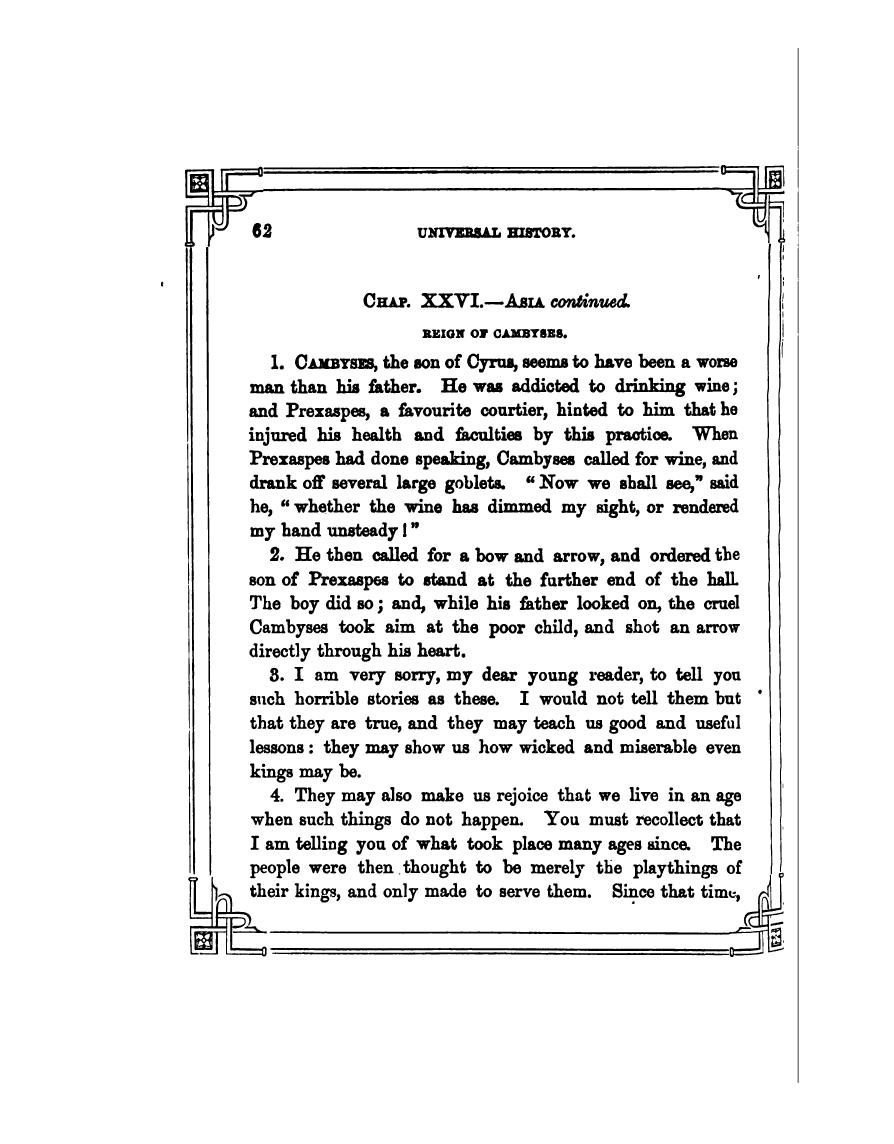 62 UNIVERSAL HISTORY.
CHAP. XXVI.—ASIA continued.
REIGN OF CAMBYSES.
1. CAMBYSES, the son of Cyrus, seems to have been a worse
man than his father. He was addicted to drinking wine;
and Prexaspes, a favourite courtier, hinted to him that he
injured his health and faculties by this practice. When
Prexaspes had done speaking, Cambyses called for wine, and
drank off several large goblets. “Now we shall see,” said
he, “whether the wine has dimmed my sight, or rendered
my hand unsteady!”
2. He then called for a bow and arrow, and ordered the
son of Prexaspes to stand at the further end of the hall.
The boy did so; and, while his father looked on, the cruel
Cambyses took aim at the poor child, and shot an arrow
directly through his heart.
3. I am very sorry, my dear young reader, to tell you
such horrible stories as these. I would not tell them but
that they are true, and they may teach us good and useful
lessons: they may show us how wicked and miserable even
kings may be.
4. They may also make us rejoice that we live in an age
when such things do not happen. You must recollect that
I am telling you of what took place many ages since. The
people were then thought to be merely the playthings of
their kings, and only made to serve them. Since that time,